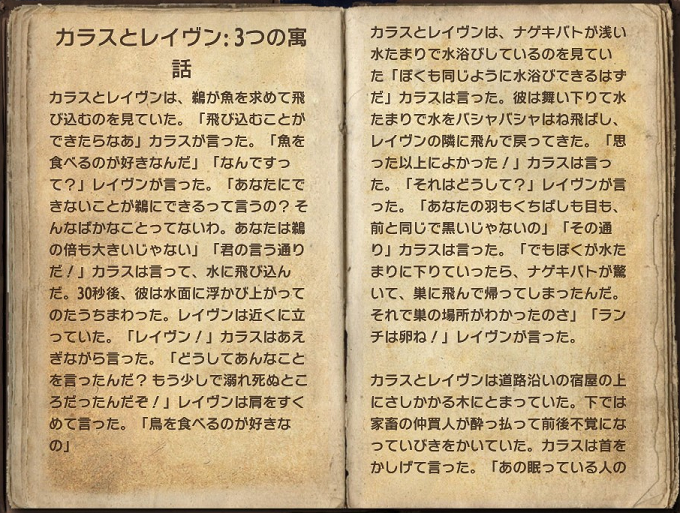 カラスとレイヴン: 3つの寓
話
カラスとレイヴンは、鵜が魚を求めて飛
び込むのを見ていた。「飛び込むことが
できたらなあ」カラスが言った。「魚を
食べるのが好きなんだ」「なんですっ
て？」レイヴンが言った。「あなたにで
きないことが鵜にできるって言うの？ そ
んなばかなことってないわ。あなたは鵜
の倍も大きいじゃない」「君の言う通り
だ！」カラスは言って、水に飛び込ん
だ。30秒後、彼は水面に浮かび上がって
のたうちまわった。レイヴンは近くに立
っていた。「レイヴン！」カラスはあえ
ぎながら言った。「どうしてあんなこと
を言ったんだ？ もう少しで溺れ死ぬとこ
ろだったんだぞ！」レイヴンは肩をすく
めて言った。「鳥を食べるのが好きな
の」
カラスとレイヴンは、ナゲキバトが浅い
水たまりで水浴びしているのを見てい
た「ぼくも同じように水浴びできるはず
だ」カラスは言った。彼は舞い下りて水
たまりで水をバシャバシャはね飛ばし、
レイヴンの隣に飛んで戻ってきた。「思
った以上によかった！」カラスは言っ
た。「それはどうして？」レイヴンが言
った。「あなたの羽もくちばしも目も、
前と同じで黒いじゃないの」「その通
り」カラスは言った。「でもぼくが水た
まりに下りていったら、ナゲキバトが驚
いて、巣に飛んで帰ってしまったんだ。
それで巣の場所がわかったのさ」「ラン
チは卵ね！」レイヴンが言った。
カラスとレイヴンは道路沿いの宿屋の上
にさしかかる木にとまっていた。下では
家畜の仲買人が酔っ払って前後不覚にな
っていびきをかいていた。カラスは首を
かしげて言った。「あの眠っている人の